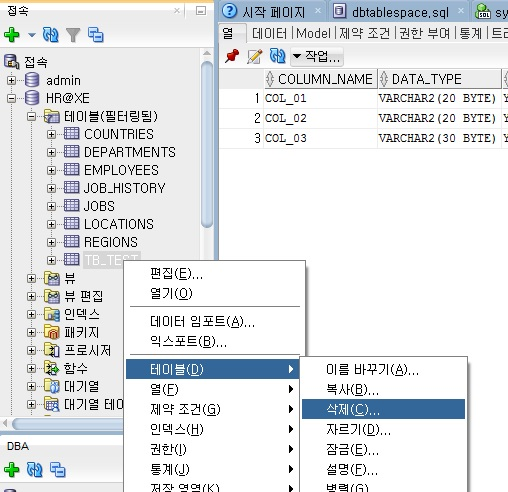 접속
시작 페이지
dbtablespace,sql
sy
열 데이터 Model 제약 조건 권한 부여 통계 트리
작업...
접속
COLUMN_NAME DATA_TYPE
admin
1 COL_01 VARCHAR2(20 BYTE) Y
HR@XE
2 COL_02 VARCHAR2(20 BYTE) Y
테이블(필터링됨)
3 COL_03 VARCHAR2(30 BYTE) Y
COUNTRIES
DEPARTMENTS
EMPLOYEES
JOB_HISTORY
JOBS
LOCATIONS
REGIONS
TB_TEST
뷰
뷰 편집
인덱스
패키지
프로시저
함수
대기열
대기열 테이
DBA
편집(E)...
열기(O)
데이터 임포트(A)...
익스포트(B)...
테이블(D)
열(F)
제약 조건(G)
인덱스(H)
권한(I)
통계(J)
저장 영역(K)
이름 바꾸기(A)...
복사(B)...
삭제(C)...
자르기(D)...
잠금(E)...
설명(F)...
병렬(G)